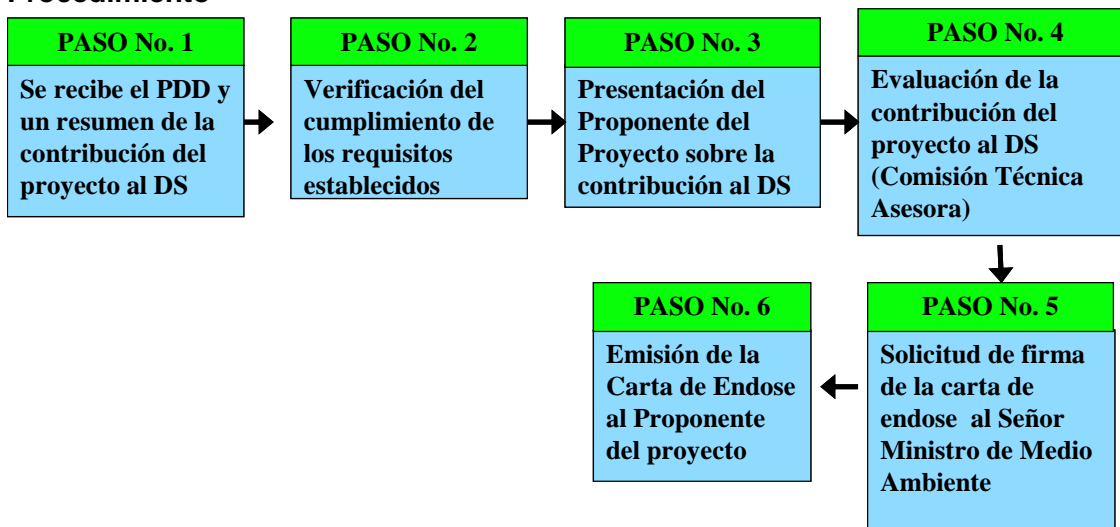 Procedimiento
PASO No. 1
Se recibe el PDD y
un resumen de la
contribución del
proyecto al DS
PASO No. 2
Verificación del
cumplimiento de
los requisitos
establecidos
PASO No. 3
Presentación del
Proponente del
Proyecto sobre la
contribución al DS
PASO No. 4
Evaluación de la
contribución del
proyecto al DS
(Comisión Técnica
Asesora)
PASO No. 5
Solicitud de firma
de la carta de
endose al Señor
Ministro de Medio
Ambiente
PASO No. 6
Emisión de la
Carta de Endose
al Proponente
del proyecto